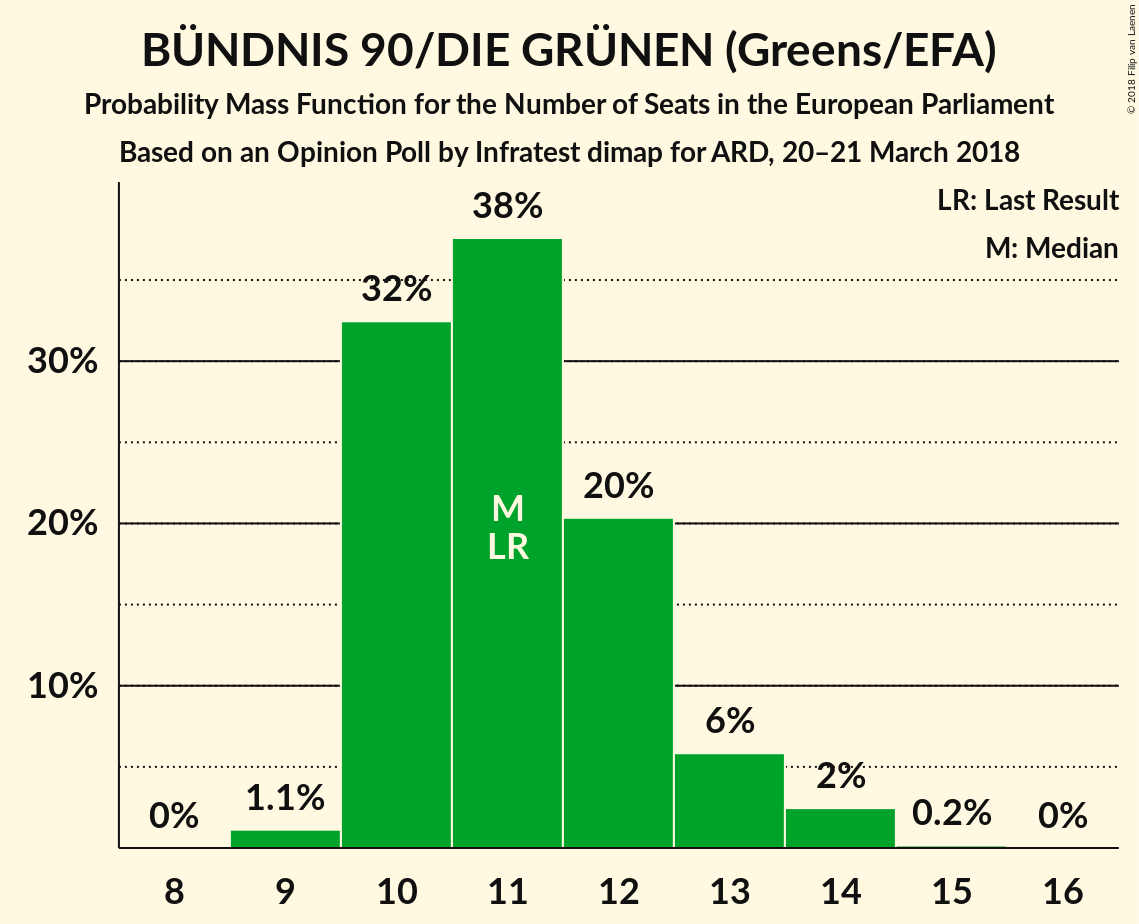 BÜNDNIS 90/DIE GRÜNEN (Greens/EFA)
Probability Mass Function for the Number of Seats in the European Parliament
Based on an Opinion Poll by Infratest dimap for ARD, 20–21 March 2018
© 2018 Filip van Laenen
LR: Last Result
M: Median
38%
32%
30%
20%
M
LR
20%
10%
6%
2%
1.1%
0%
0.2%
0%
8 9 10 11 12 13 14 15 16